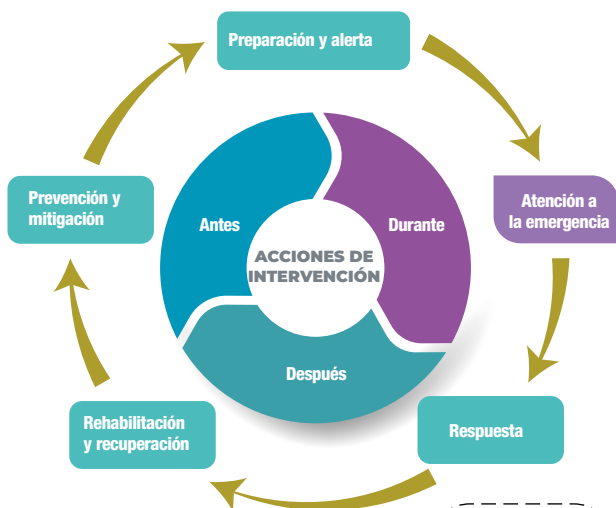 Preparación y alerta
Prevención y
mitigación
Antes
Durante
Atención a
la emergencia
ACCIONES DE
INTERVENCIÓN
Después
Rehabilitación
y recuperación
Respuesta